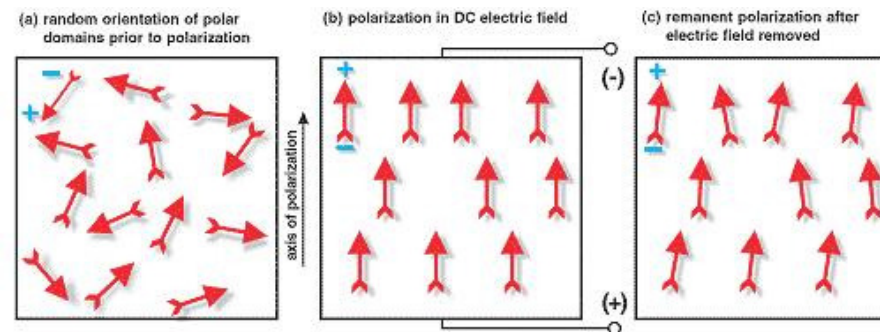 (a) random orientation of polar
domains prior to polarization
(b) polarization in DC electric field
(c) remanent polarization after
electric field removed
−
+
axis of polarization
+
−
(-)
(+)
+
−